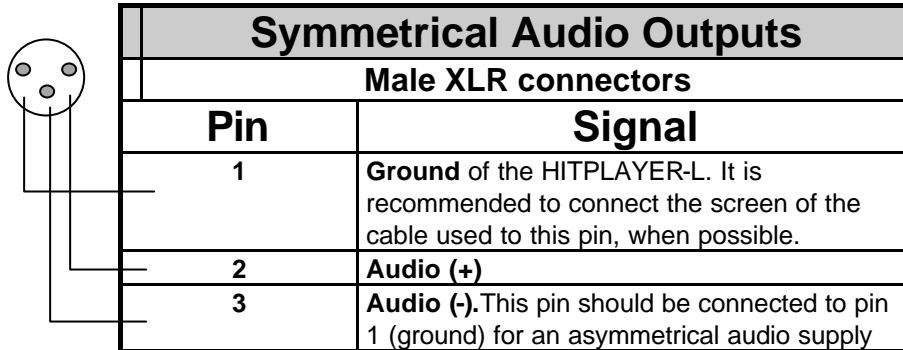 Symmetrical Audio Outputs
Male XLR connectors
Pin Signal
1 Ground of the HITPLAYER-L. It is
recommended to connect the screen of the
cable used to this pin, when possible.
2 Audio (+)
3 Audio (-).This pin should be connected to pin
1 (ground) for an asymmetrical audio supply